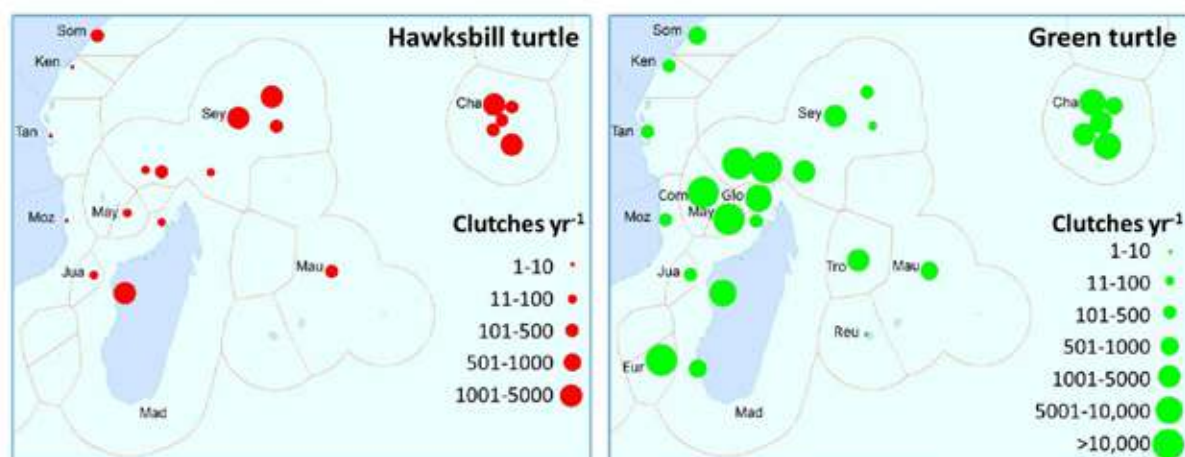 Hawksbill turtle
Som
Ken
Tan
Sey
Cha
Moz
May
Jua
Mau
Mad
Clutches yr-1
1-10
11-100
101-500
501-1000
1001-5000
Green turtle
Som
Ken
Tan
Sey
Cha
Com
Glo
Moz
May
Jua
Tro
Mau
Reu
Eur
Mad
Clutches yr-1
1-10
11-100
101-500
501-1000
1001-5000
5001-10,000
>10,000